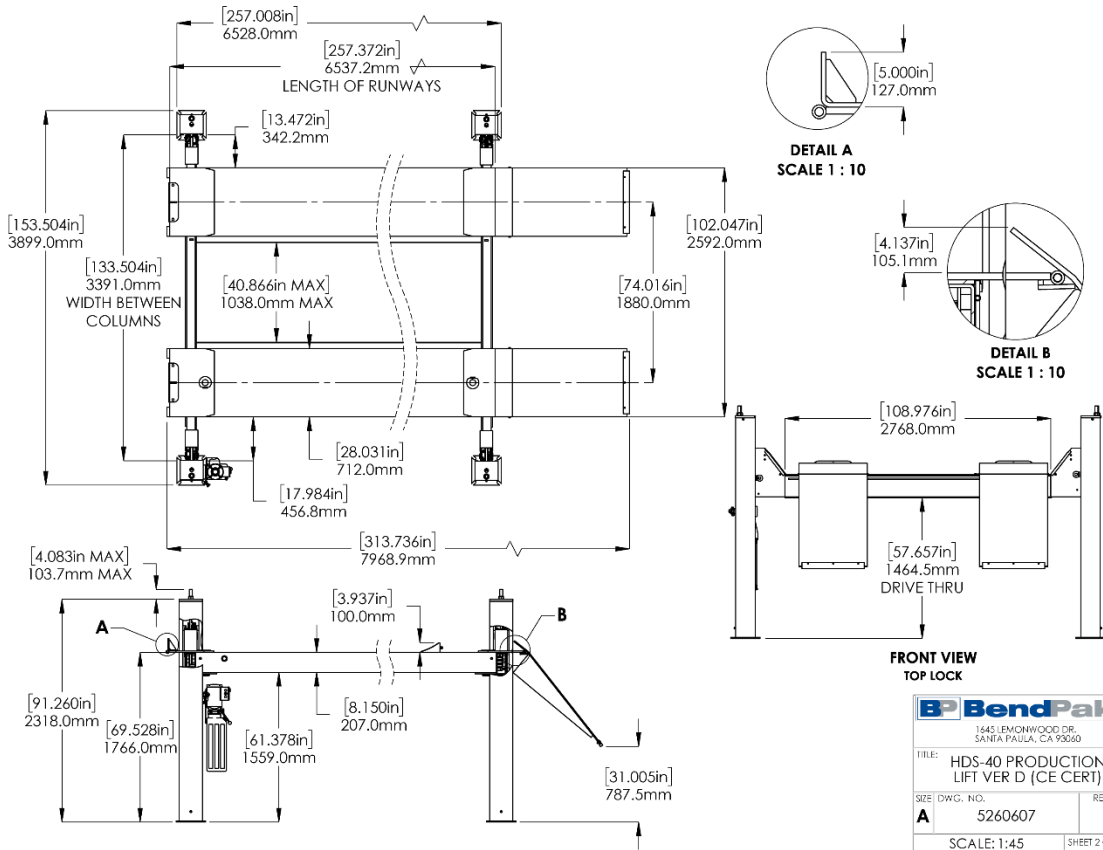 [257.008in]
6528.0mm
[257.372in]
6537.2mm
LENGTH OF RUNWAYS
[13.472in]
342.2mm
[153.504in]
3899.0mm
[133.504in]
3391.0mm
WIDTH BETWEEN
COLUMNS
[40.866in MAX]
1038.0mm MAX
[102.047in]
2592.0mm
[74.016in]
1880.0mm
[28.031in]
712.0mm
[17.984in]
456.8mm
[313.736in]
7968.9mm
[5.000in]
127.0mm
DETAIL A
SCALE 1 : 10
[4.137in]
105.1mm
DETAIL B
SCALE 1 : 10
[4.083in MAX]
103.7mm MAX
A
[3.937in]
100.0mm
B
[91.260in]
2318.0mm
[69.528in]
1766.0mm
[61.378in]
1559.0mm
[8.150in]
207.0mm
[31.005in]
787.5mm
[108.976in]
2768.0mm
[57.657in]
1464.5mm
DRIVE THRU
FRONT VIEW
TOP LOCK
BP BendPak
1645 LEMONWOOD DR.
SANTA PAULA, CA 93060
TITLE:
HDS-40 PRODUCTION
LIFT VER D (CE CERT)
SIZE DWG. NO. RE
A 5260607
SCALE: 1:45 SHEET 2